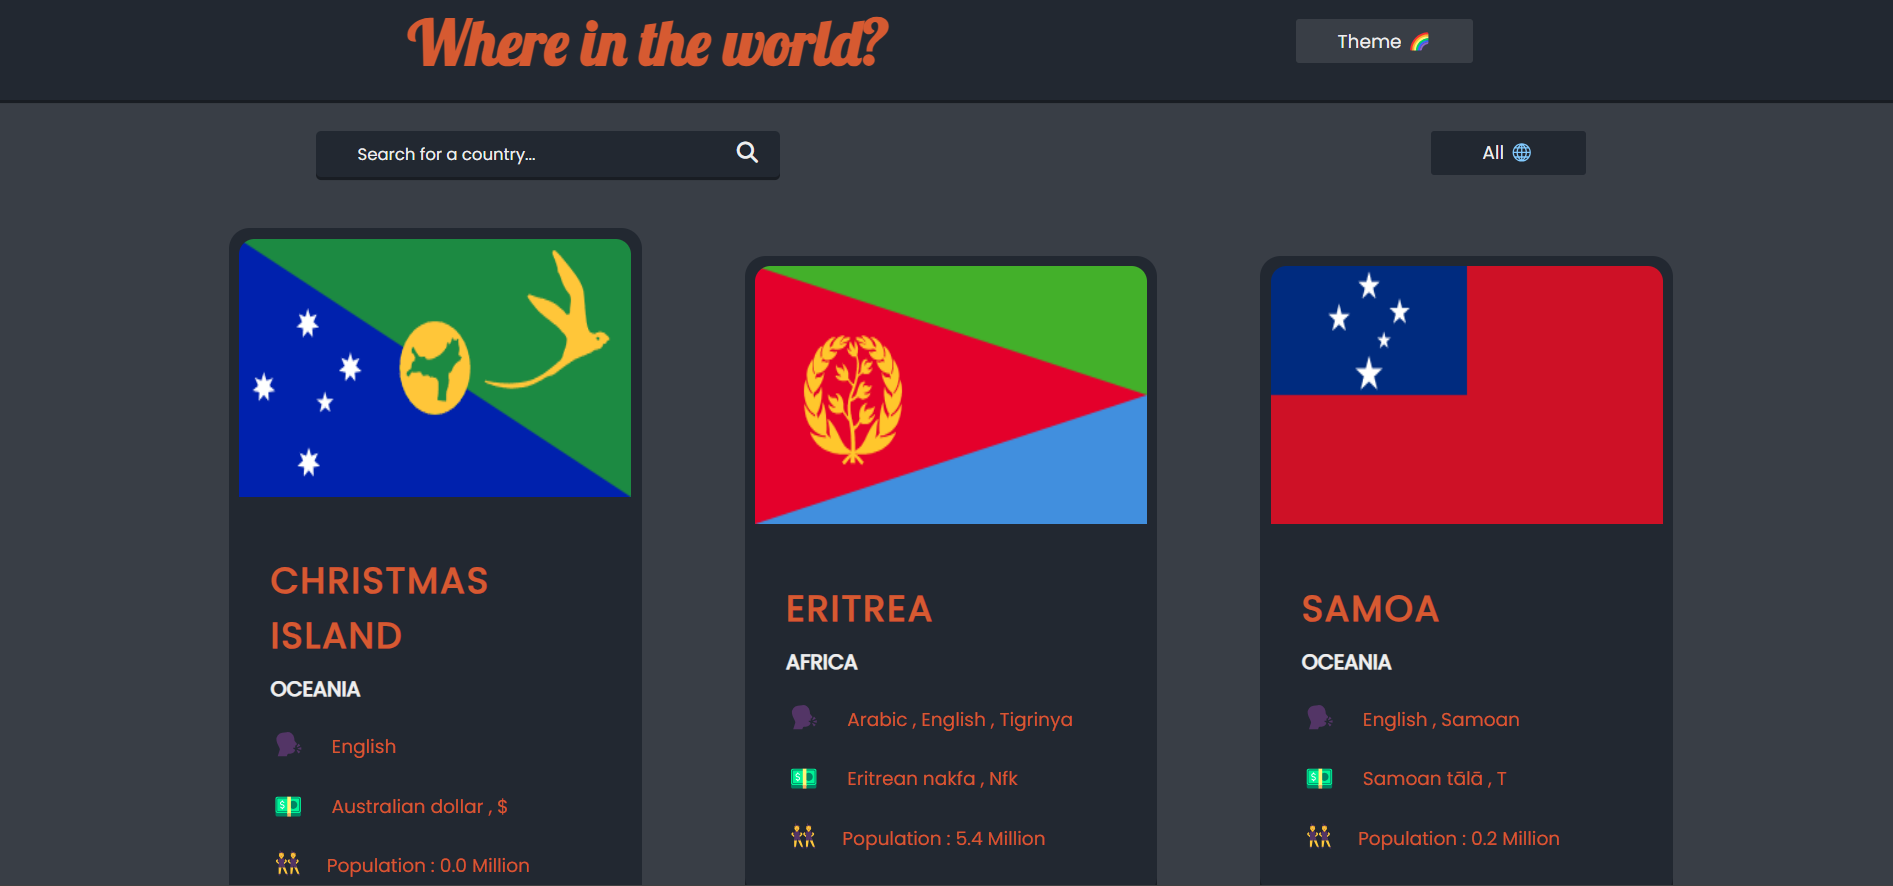 Where in the world?
Theme 🌈
Search for a country...
All 🌐
CHRISTMAS
ISLAND
OCEANIA
English
Australian dollar , $
Population : 0.0 Million
ERITREA
AFRICA
Arabic , English , Tigrinya
Eritrean nakfa , Nfk
Population : 5.4 Million
SAMOA
OCEANIA
English , Samoan
Samoan tālā , T
Population : 0.2 Million